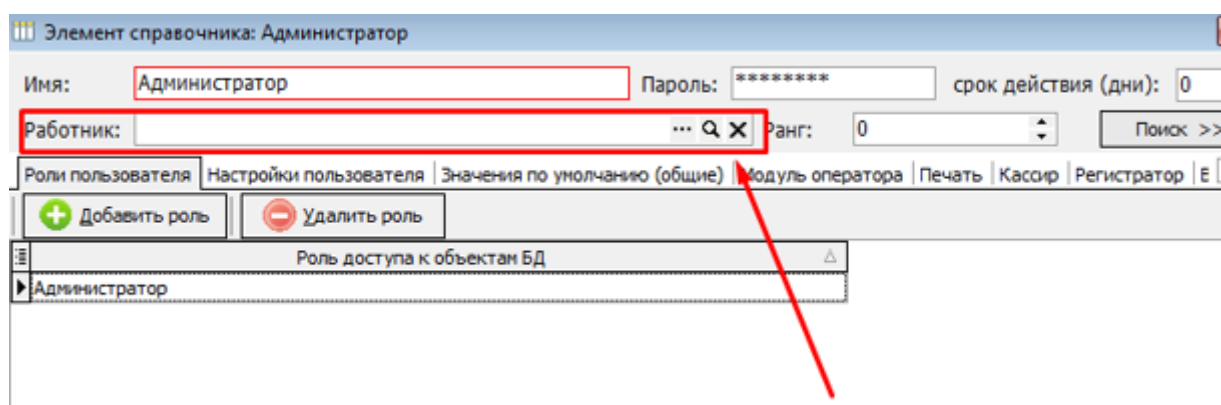 Элемент справочника: Администратор
Имя: Администратор Пароль: ******** срок действия (дни): 0
Работник: ... Ранг: 0 Поиск >>
Роли пользователя Настройки пользователя Значения по умолчанию (общие) Модуль оператора Печать Кассир Регистратор
Добавить роль Удалить роль
Роль доступа к объектам БД
Администратор